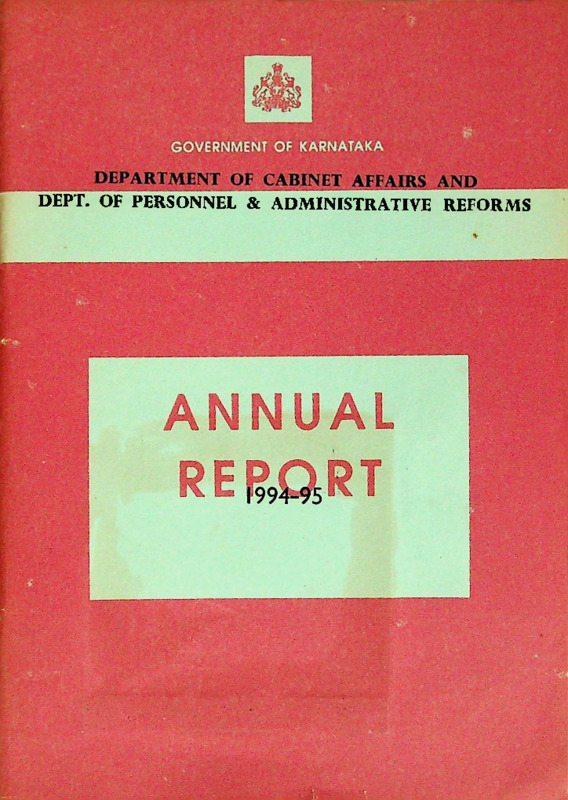 GOVERNMENT OF KARNATAKA
DEPARTMENT OF CABINET AFFAIRS AND
DEPT. OF PERSONNEL & ADMINISTRATIVE REFORMS
ANNUAL
REPORT
1994-95